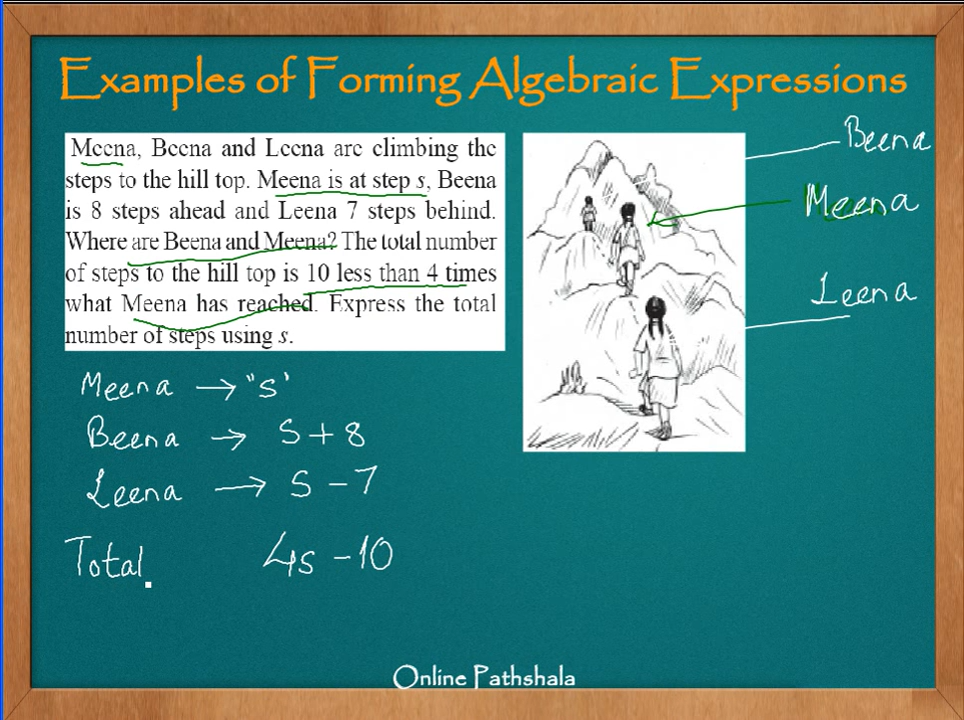 Examples of Forming Algebraic Expressions
Meena, Beena and Leena are climbing the
steps to the hill top. Meena is at step s, Beena
is 8 steps ahead and Leena 7 steps behind.
Where are Beena and Meena? The total number
of steps to the hill top is 10 less than 4 times
what Meena has reached. Express the total
number of steps using s.
Beena
Meena
Leena
Meena → "s'
Beena → S + 8
Leena → S - 7
Total 4s - 10
Online Pathshala